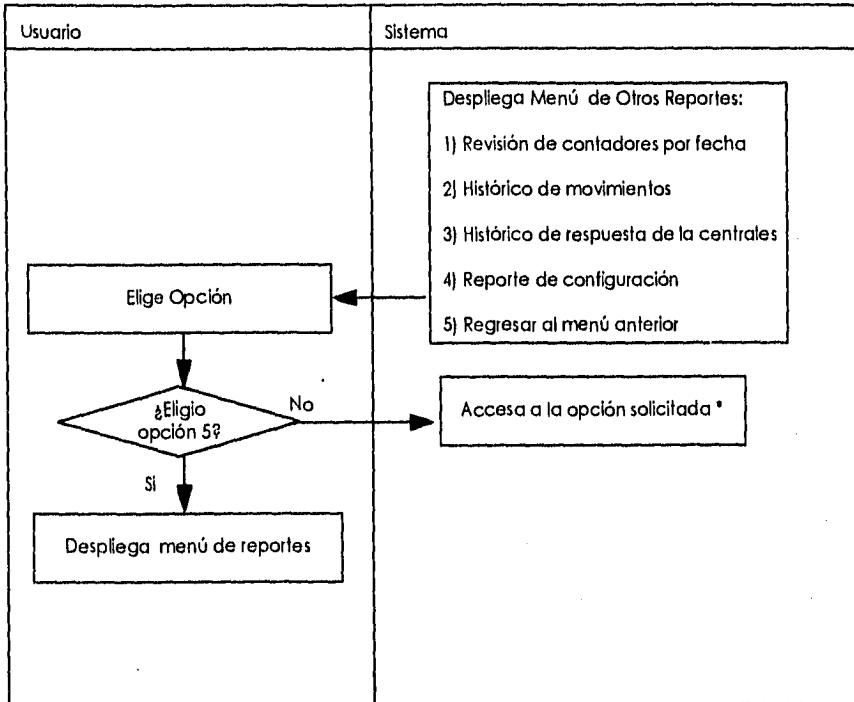 Usuario
Sistema
Despliega Menú de Otros Reportes:
1) Revisión de contadores por fecha
2) Histórico de movimientos
3) Histórico de respuesta de la centrales
4) Reporte de configuración
5) Regresar al menú anterior
Elige Opción
¿Eligio
opción 5?
No
Accesa a la opción solicitada *
Si
Despliega menú de reportes